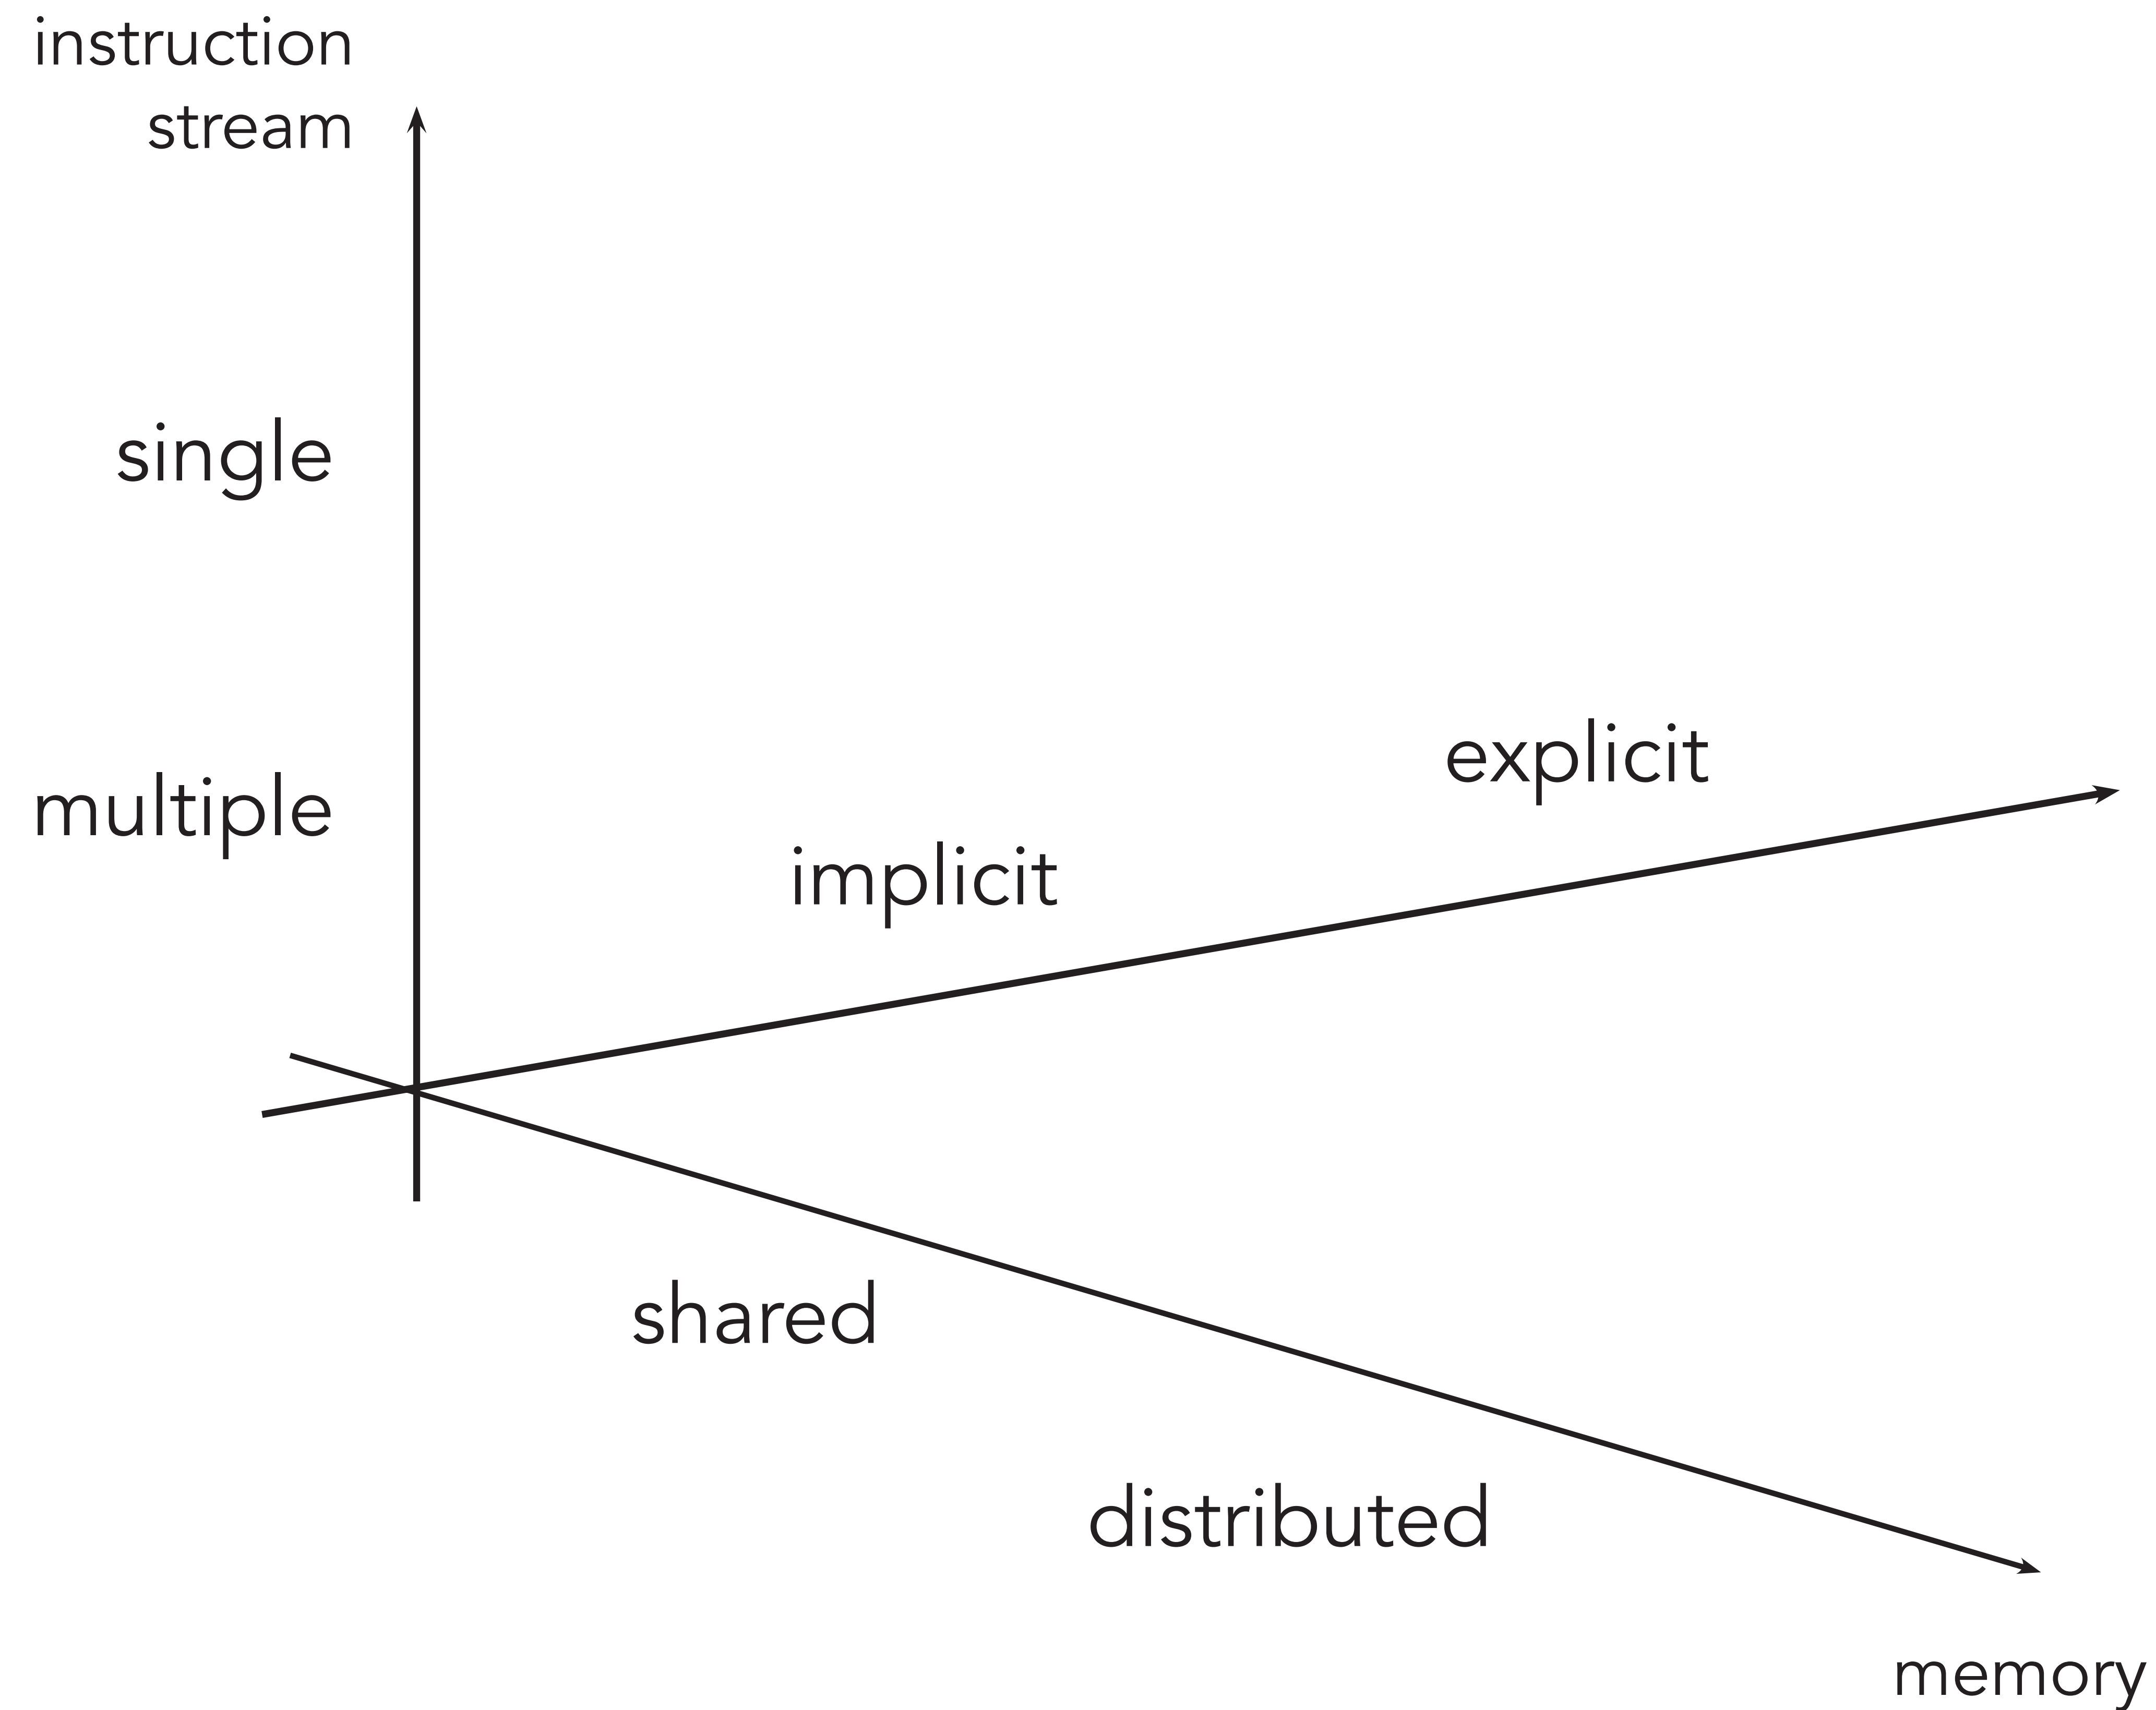 instruction
stream
single
multiple
explicit
implicit
shared
distributed
memory